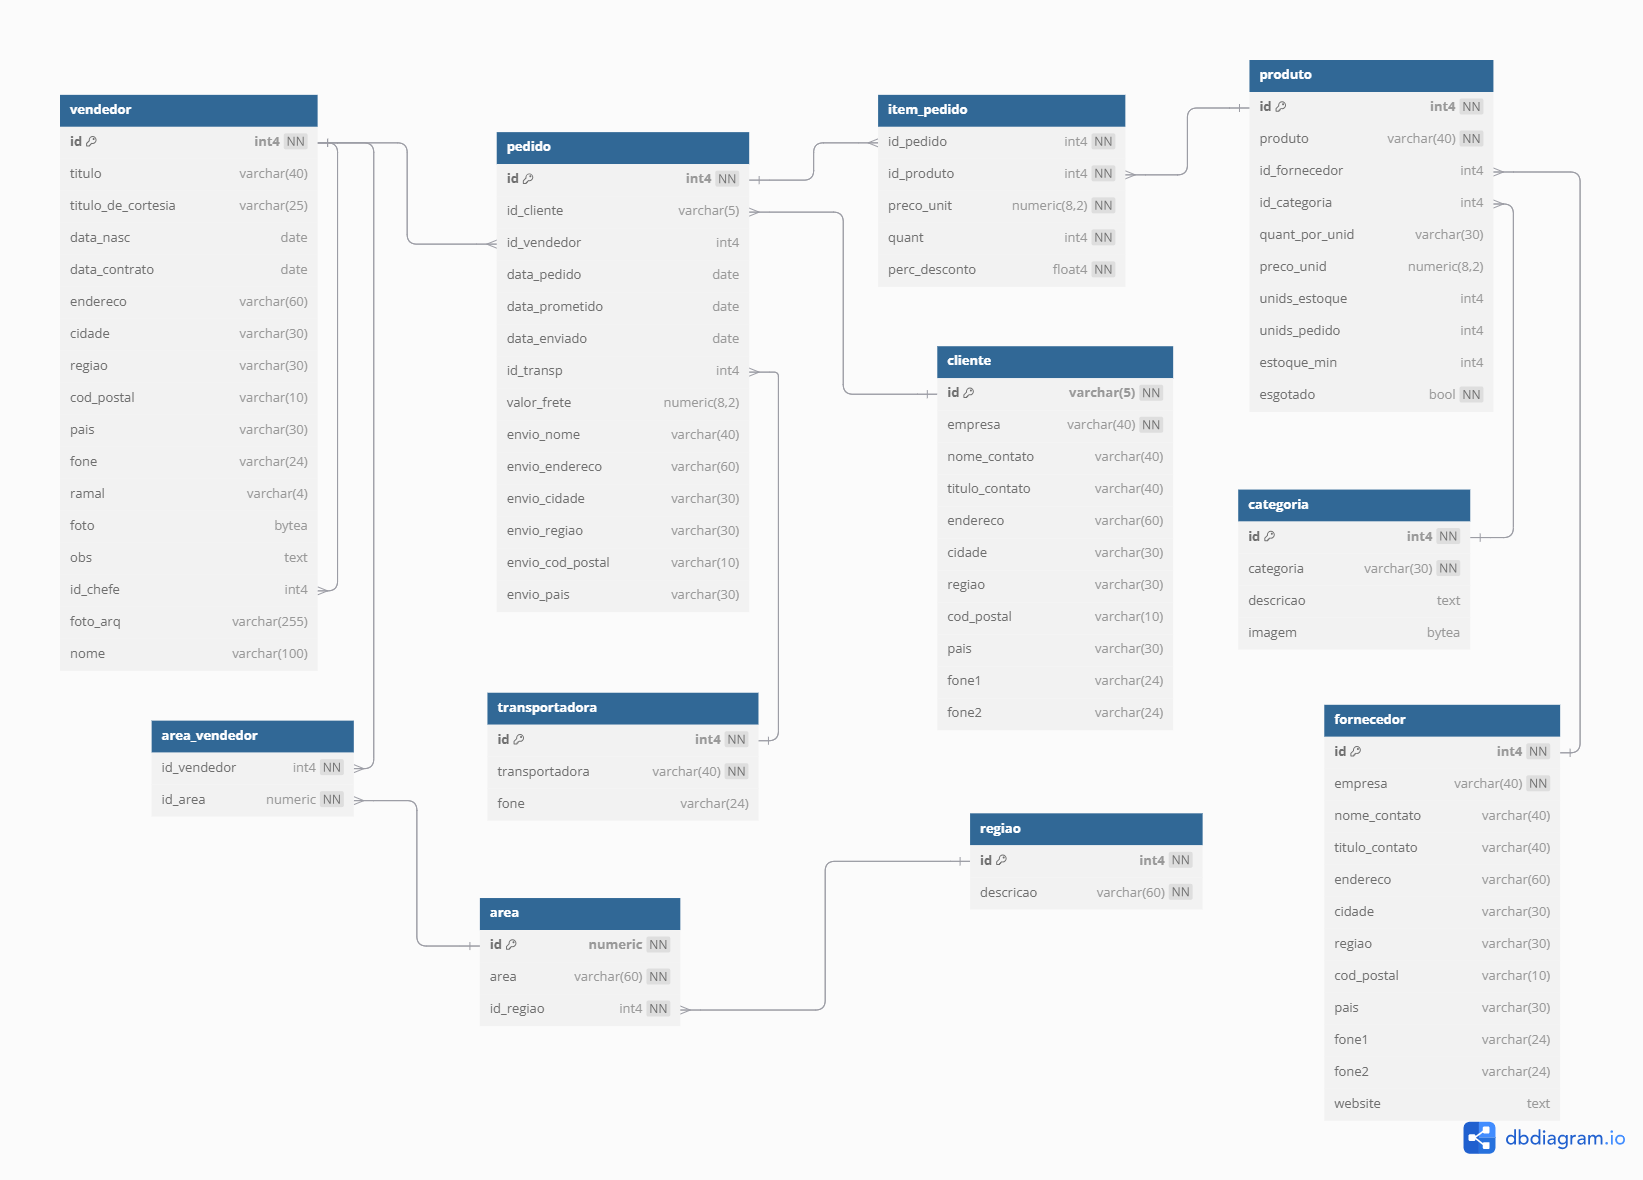 vendedor
id int4 NN
titulo varchar(40)
titulo_de_cortesia varchar(25)
data_nasc date
data_contrato date
endereco varchar(60)
cidade varchar(30)
regiao varchar(30)
cod_postal varchar(10)
pais varchar(30)
fone varchar(24)
ramal varchar(4)
foto bytea
obs text
id_chefe int4
foto_arq varchar(255)
nome varchar(100)
area_vendedor
id_vendedor int4 NN
id_area numeric NN
pedido
id int4 NN
id_cliente varchar(5)
id_vendedor int4
data_pedido date
data_prometido date
data_enviado date
id_transp int4
valor_frete numeric(8,2)
envio_nome varchar(40)
envio_endereco varchar(60)
envio_cidade varchar(30)
envio_regiao varchar(30)
envio_cod_postal varchar(10)
envio_pais varchar(30)
transportadora
id int4 NN
transportadora varchar(40) NN
fone varchar(24)
area
id numeric NN
area varchar(60) NN
id_regiao int4 NN
item_pedido
id_pedido int4 NN
id_produto int4 NN
preco_unit numeric(8,2) NN
quant int4 NN
perc_desconto float4 NN
cliente
id varchar(5) NN
empresa varchar(40) NN
nome_contato varchar(40)
titulo_contato varchar(40)
endereco varchar(60)
cidade varchar(30)
regiao varchar(30)
cod_postal varchar(10)
pais varchar(30)
fone1 varchar(24)
fone2 varchar(24)
regiao
id int4 NN
descricao varchar(60) NN
produto
id int4 NN
produto varchar(40) NN
id_fornecedor int4
id_categoria int4
quant_por_unid varchar(30)
preco_unid numeric(8,2)
unids_estoque int4
unids_pedido int4
estoque_min int4
esgotado bool NN
categoria
id int4 NN
categoria varchar(30) NN
descricao text
imagem bytea
fornecedor
id int4 NN
empresa varchar(40) NN
nome_contato varchar(40)
titulo_contato varchar(40)
endereco varchar(60)
cidade varchar(30)
regiao varchar(30)
cod_postal varchar(10)
pais varchar(30)
fone1 varchar(24)
fone2 varchar(24)
website text
dbdiagram.io